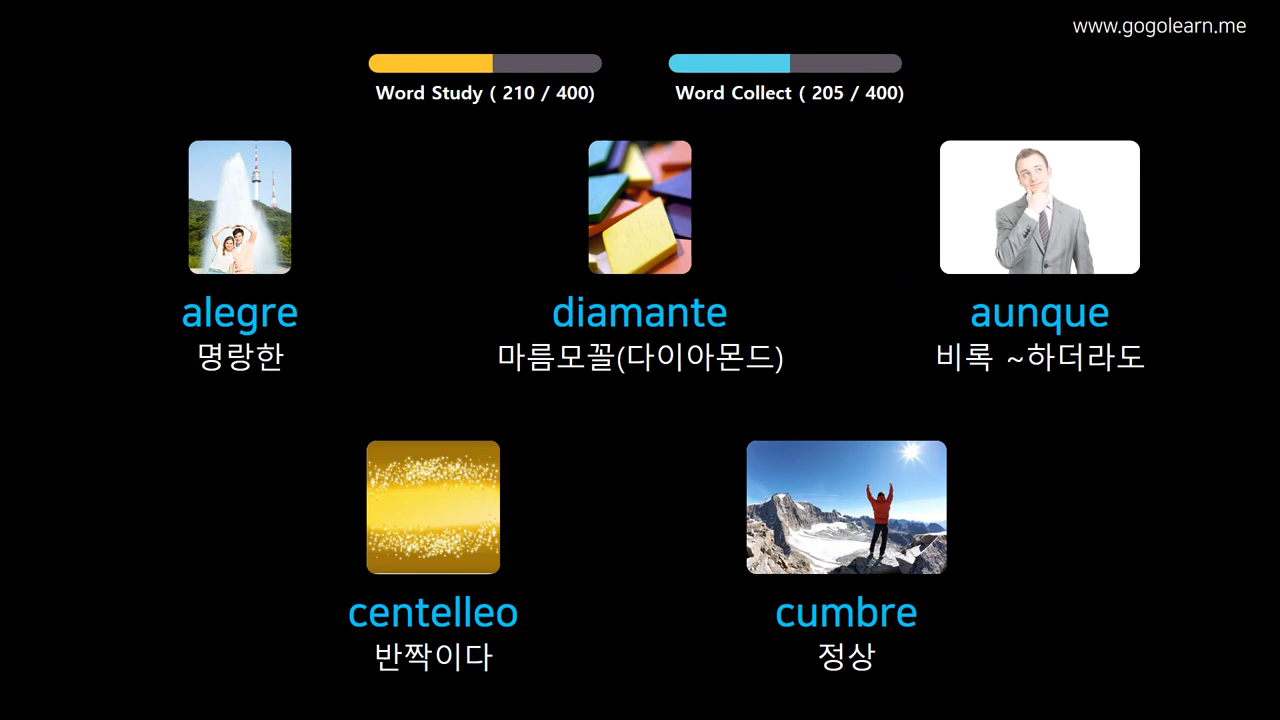 www.gogolearn.me
Word Study ( 210 / 400)
Word Collect ( 205 / 400)
alegre
명랑한
diamante
마름모꼴(다이아몬드)
aunque
비록 ~하더라도
centelleo
반짝이다
cumbre
정상